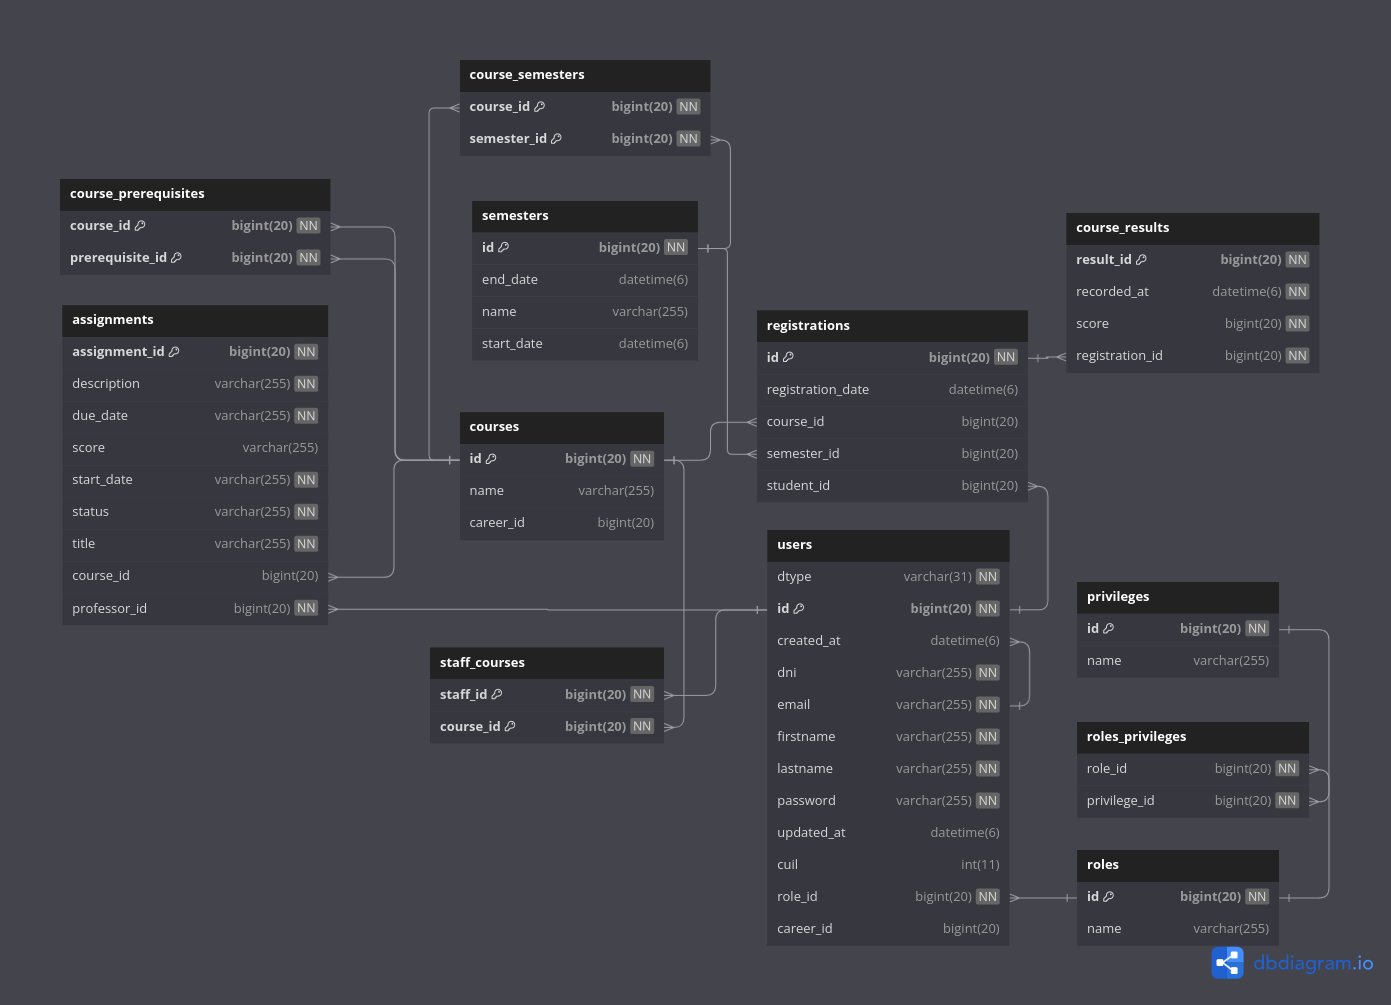 course_semesters
course_id bigint(20) NN
semester_id bigint(20) NN
course_prerequisites
course_id bigint(20) NN
prerequisite_id bigint(20) NN
semesters
id bigint(20) NN
end_date datetime(6)
name varchar(255)
start_date datetime(6)
course_results
result_id bigint(20) NN
recorded_at datetime(6) NN
score bigint(20) NN
registration_id bigint(20) NN
assignments
assignment_id bigint(20) NN
description varchar(255) NN
due_date varchar(255) NN
score varchar(255)
start_date varchar(255) NN
status varchar(255) NN
title varchar(255) NN
course_id bigint(20)
professor_id bigint(20) NN
registrations
id bigint(20) NN
registration_date datetime(6)
course_id bigint(20)
semester_id bigint(20)
student_id bigint(20)
courses
id bigint(20) NN
name varchar(255)
career_id bigint(20)
users
dtype varchar(31) NN
id bigint(20) NN
created_at datetime(6)
dni varchar(255) NN
email varchar(255) NN
firstname varchar(255) NN
lastname varchar(255) NN
password varchar(255) NN
updated_at datetime(6)
cuil int(11)
role_id bigint(20) NN
career_id bigint(20)
privileges
id bigint(20) NN
name varchar(255)
staff_courses
staff_id bigint(20) NN
course_id bigint(20) NN
roles_privileges
role_id bigint(20) NN
privilege_id bigint(20) NN
roles
id bigint(20) NN
name varchar(255)
dbdiagram.io